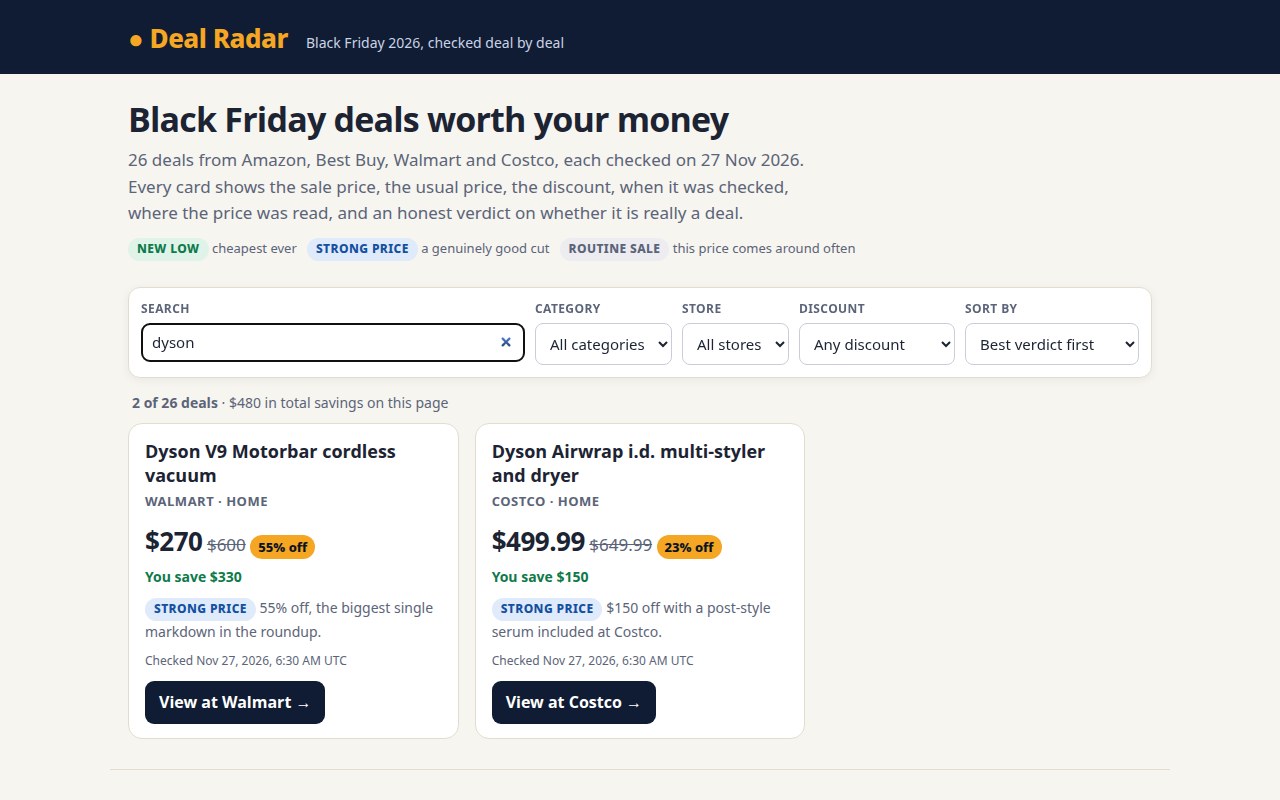 ● Deal Radar Black Friday 2026, checked deal by deal
Black Friday deals worth your money
26 deals from Amazon, Best Buy, Walmart and Costco, each checked on 27 Nov 2026.
Every card shows the sale price, the usual price, the discount, when it was checked,
where the price was read, and an honest verdict on whether it is really a deal.
NEW LOW cheapest ever STRONG PRICE a genuinely good cut ROUTINE SALE this price comes around often
SEARCH CATEGORY STORE DISCOUNT SORT BY
dyson × All categories All stores Any discount Best verdict first
2 of 26 deals · $480 in total savings on this page
Dyson V9 Motorbar cordless
vacuum
WALMART · HOME
$270 $600 55% off
You save $330
STRONG PRICE 55% off, the biggest single
markdown in the roundup.
Checked Nov 27, 2026, 6:30 AM UTC
View at Walmart →
Dyson Airwrap i.d. multi-styler
and dryer
COSTCO · HOME
$499.99 $649.99 23% off
You save $150
STRONG PRICE $150 off with a post-style
serum included at Costco.
Checked Nov 27, 2026, 6:30 AM UTC
View at Costco →